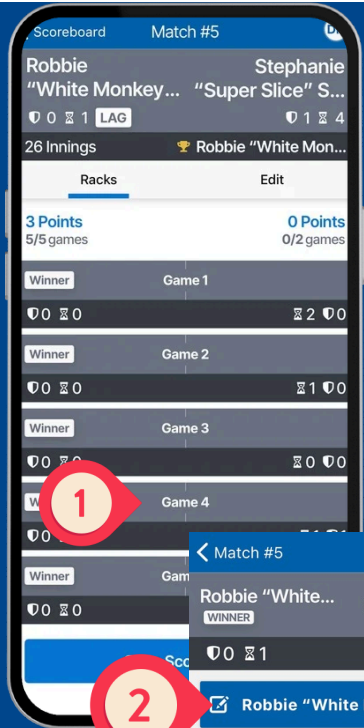 Scoreboard Match #5
Robbie Stephanie
"White Monkey... "Super Slice" S...
0 1 LAG 1 4
26 Innings Robbie "White Mon...
Racks Edit
3 Points 0 Points
5/5 games 0/2 games
Winner Game 1
0 0 2 0
Winner Game 2
0 0 1 0
Winner Game 3
0 0 0
1 Game 4
0
Winner
0 0
Match #5
Robbie "White...
WINNER
0 1
2 Robbie "White